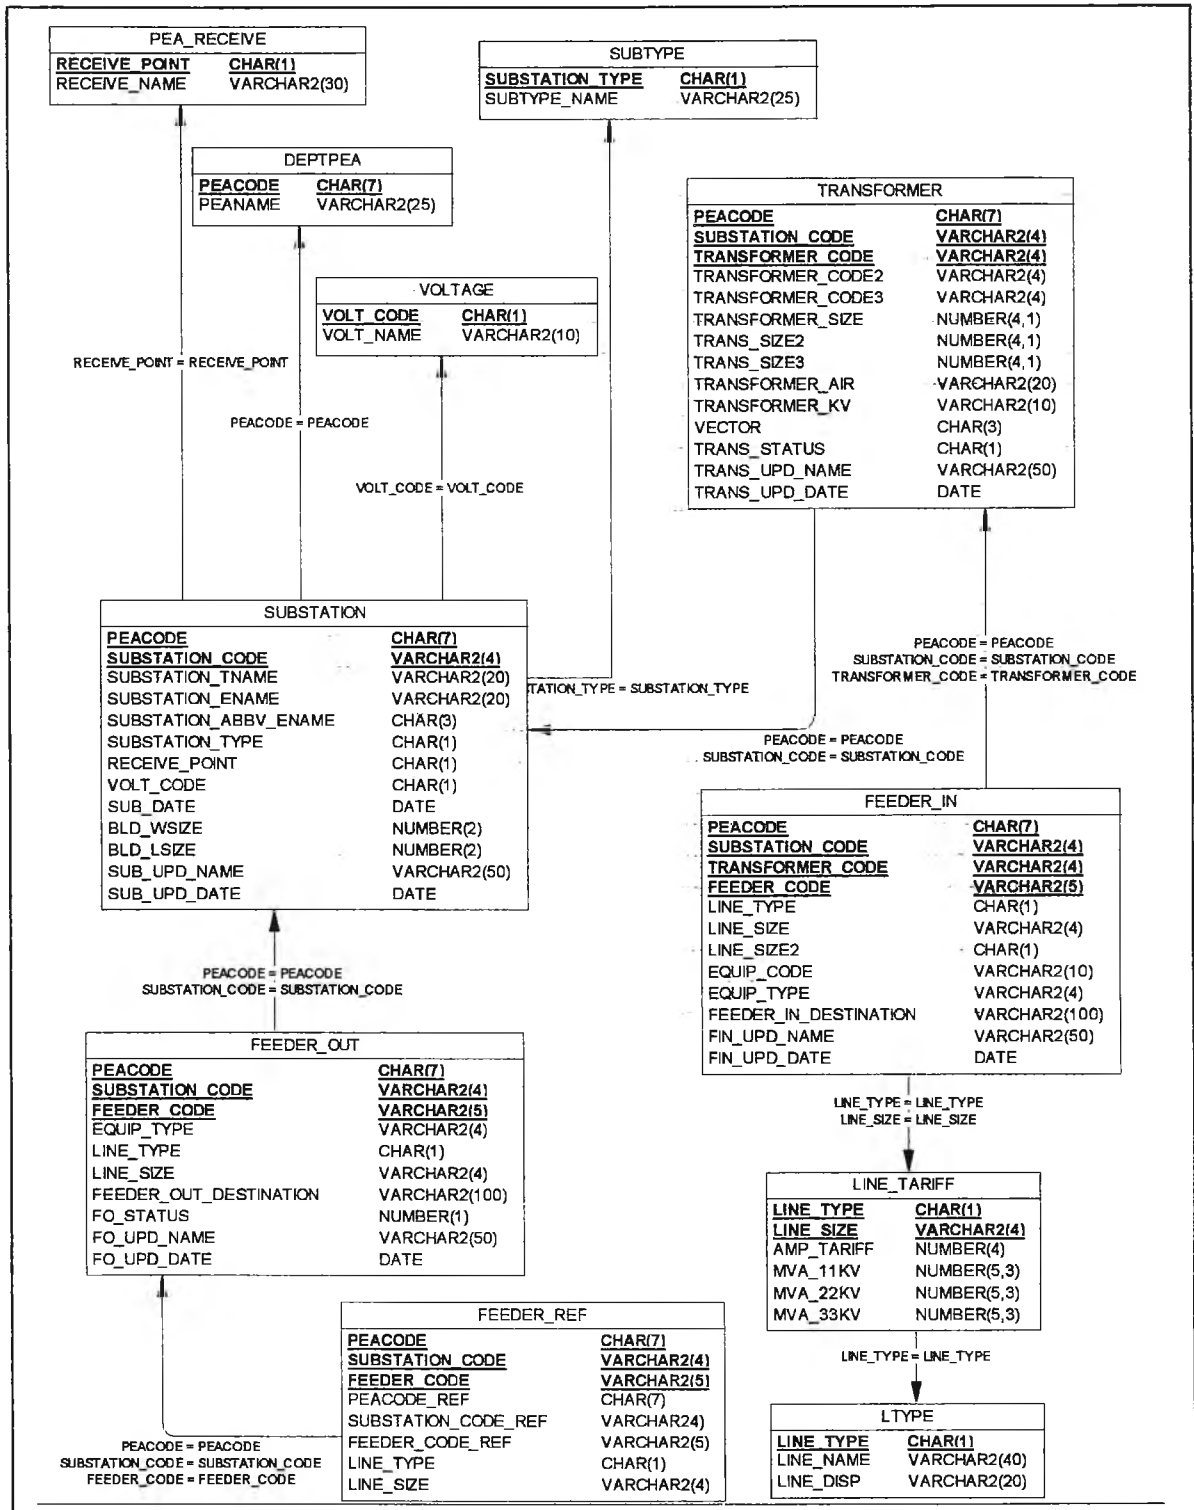 PEA_RECEIVE
RECEIVE_POINT CHAR(1)
RECEIVE_NAME VARCHAR2(30)
SUBTYPE
SUBSTATION_TYPE CHAR(1)
SUBTYPE_NAME VARCHAR2(25)
DEPTPEA
PEACODE CHAR(7)
PEANAME VARCHAR2(25)
TRANSFORMER
PEACODE CHAR(7)
SUBSTATION_CODE VARCHAR2(4)
TRANSFORMER_CODE VARCHAR2(4)
TRANSFORMER_CODE2 VARCHAR2(4)
TRANSFORMER_CODE3 VARCHAR2(4)
TRANSFORMER_SIZE NUMBER(4,1)
TRANS_SIZE2 NUMBER(4,1)
TRANS_SIZE3 NUMBER(4,1)
TRANSFORMER_AIR VARCHAR2(20)
TRANSFORMER_KV VARCHAR2(10)
VECTOR CHAR(3)
TRANS_STATUS CHAR(1)
TRANS_UPD_NAME VARCHAR2(50)
TRANS_UPD_DATE DATE
VOLTAGE
VOLT_CODE CHAR(1)
VOLT_NAME VARCHAR2(10)
RECEIVE_POINT = RECEIVE_POINT
PEACODE = PEACODE
VOLT_CODE = VOLT_CODE
SUBSTATION
PEACODE CHAR(7)
SUBSTATION_CODE VARCHAR2(4)
SUBSTATION_TNAME VARCHAR2(20)
SUBSTATION_ENAME VARCHAR2(20)
SUBSTATION_ABBV_ENAME CHAR(3)
SUBSTATION_TYPE CHAR(1)
RECEIVE_POINT CHAR(1)
VOLT_CODE CHAR(1)
SUB_DATE DATE
BLD_WSIZE NUMBER(2)
BLD_LSIZE NUMBER(2)
SUB_UPD_NAME VARCHAR2(50)
SUB_UPD_DATE DATE
TATION_TYPE = SUBSTATION_TYPE
PEACODE = PEACODE
SUBSTATION_CODE = SUBSTATION_CODE
TRANSFORMER_CODE = TRANSFORMER_CODE
PEACODE = PEACODE
SUBSTATION_CODE = SUBSTATION_CODE
FEEDER_IN
PEACODE CHAR(7)
SUBSTATION_CODE VARCHAR2(4)
TRANSFORMER_CODE VARCHAR2(4)
FEEDER_CODE VARCHAR2(5)
LINE_TYPE CHAR(1)
LINE_SIZE VARCHAR2(4)
LINE_SIZE2 CHAR(1)
EQUIP_CODE VARCHAR2(10)
EQUIP_TYPE VARCHAR2(4)
FEEDER_IN_DESTINATION VARCHAR2(100)
FIN_UPD_NAME VARCHAR2(50)
FIN_UPD_DATE DATE
PEACODE = PEACODE
SUBSTATION_CODE = SUBSTATION_CODE
FEEDER_OUT
PEACODE CHAR(7)
SUBSTATION_CODE VARCHAR2(4)
FEEDER_CODE VARCHAR2(5)
EQUIP_TYPE VARCHAR2(4)
LINE_TYPE CHAR(1)
LINE_SIZE VARCHAR2(4)
FEEDER_OUT_DESTINATION VARCHAR2(100)
FO_STATUS NUMBER(1)
FO_UPD_NAME VARCHAR2(50)
FO_UPD_DATE DATE
LINE_TYPE = LINE_TYPE
LINE_SIZE = LINE_SIZE
LINE_TARIFF
LINE_TYPE CHAR(1)
LINE_SIZE VARCHAR2(4)
AMP_TARIFF NUMBER(4)
MVA_11KV NUMBER(5,3)
MVA_22KV NUMBER(5,3)
MVA_33KV NUMBER(5,3)
FEEDER_REF
PEACODE CHAR(7)
SUBSTATION_CODE VARCHAR2(4)
FEEDER_CODE VARCHAR2(5)
PEACODE_REF CHAR(7)
SUBSTATION_CODE_REF VARCHAR24)
FEEDER_CODE_REF VARCHAR2(5)
LINE_TYPE CHAR(1)
LINE_SIZE VARCHAR2(4)
LINE_TYPE = LINE_TYPE
LTYPE
LINE_TYPE CHAR(1)
LINE_NAME VARCHAR2(40)
LINE_DISP VARCHAR2(20)
PEACODE = PEACODE
SUBSTATION_CODE = SUBSTATION_CODE
FEEDER_CODE = FEEDER_CODE